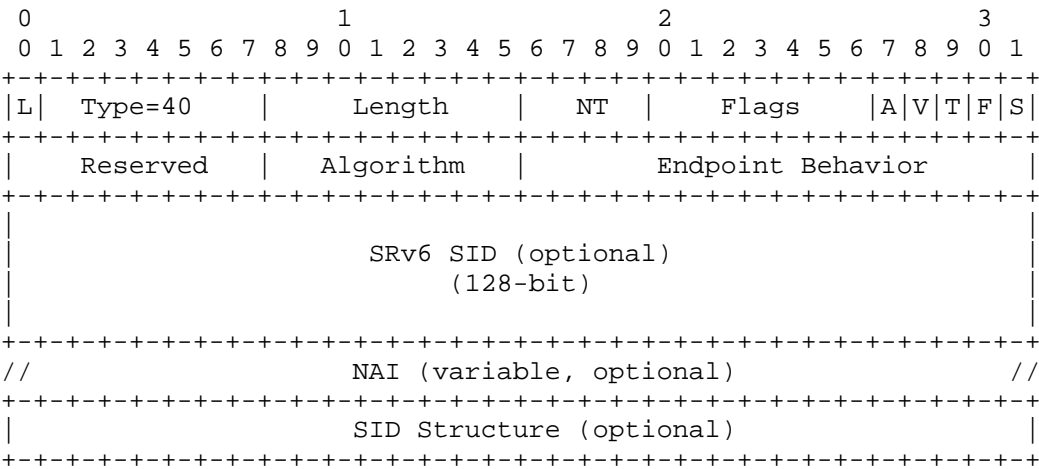 0                   1                   2                   3
 0 1 2 3 4 5 6 7 8 9 0 1 2 3 4 5 6 7 8 9 0 1 2 3 4 5 6 7 8 9 0 1
+-+-+-+-+-+-+-+-+-+-+-+-+-+-+-+-+-+-+-+-+-+-+-+-+-+-+-+-+-+-+-+-+
|L|  Type=40    |     Length    |   NT  |    Flags      |A|V|T|F|S|
+-+-+-+-+-+-+-+-+-+-+-+-+-+-+-+-+-+-+-+-+-+-+-+-+-+-+-+-+-+-+-+-+
|    Reserved   |   Algorithm   |        Endpoint Behavior      |
+-+-+-+-+-+-+-+-+-+-+-+-+-+-+-+-+-+-+-+-+-+-+-+-+-+-+-+-+-+-+-+-+
|                                                               |
|                      SRv6 SID (optional)                      |
|                           (128-bit)                           |
|                                                               |
+-+-+-+-+-+-+-+-+-+-+-+-+-+-+-+-+-+-+-+-+-+-+-+-+-+-+-+-+-+-+-+-+
//                    NAI (variable, optional)                 //
+-+-+-+-+-+-+-+-+-+-+-+-+-+-+-+-+-+-+-+-+-+-+-+-+-+-+-+-+-+-+-+-+
|                     SID Structure (optional)                  |
+-+-+-+-+-+-+-+-+-+-+-+-+-+-+-+-+-+-+-+-+-+-+-+-+-+-+-+-+-+-+-+-+